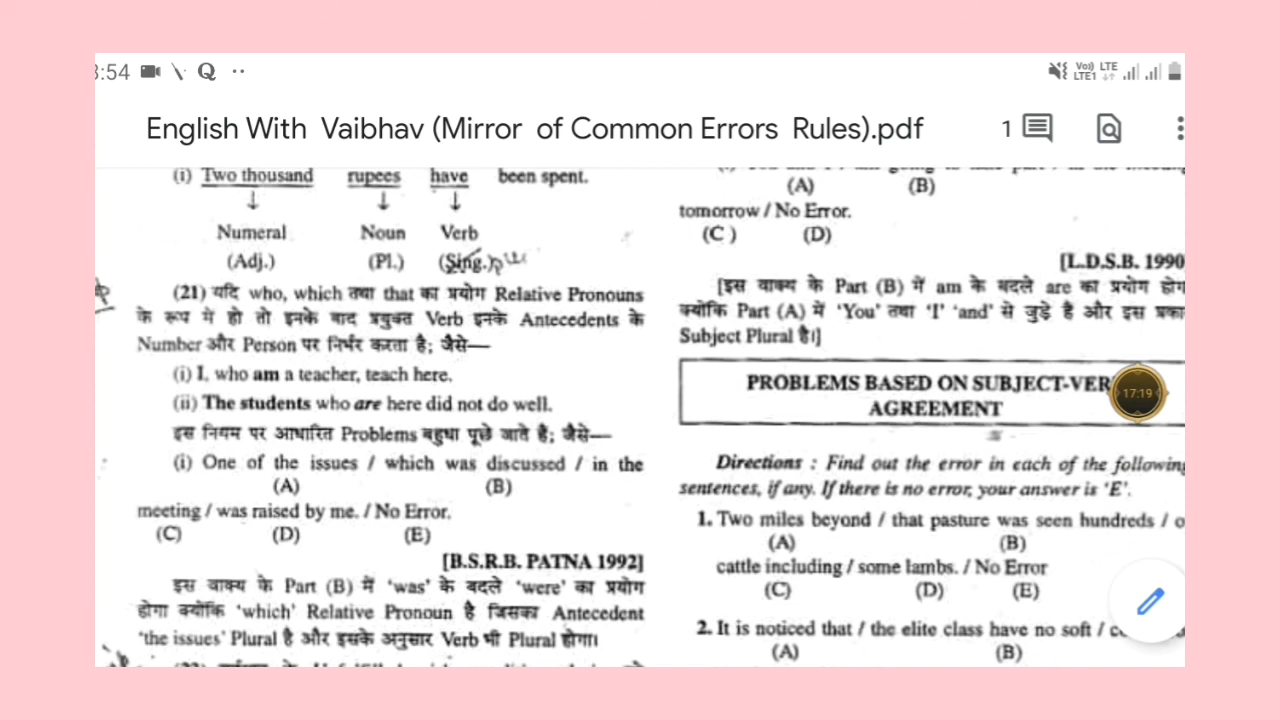 3:54
Vo)) LTE
LTE1
English With Vaibhav (Mirror of Common Errors Rules).pdf
1
(i) Two thousand rupees have been spent.
Numeral Noun Verb
(Adj.) (Pl.) (Sing.)
(21) यदि who, which तथा that का प्रयोग Relative Pronouns
के रूप में हो तो इनके बाद प्रयुक्त Verb इनके Antecedents के
Number और Person पर निर्भर करता है; जैसे—
(i) I, who am a teacher, teach here.
(ii) The students who are here did not do well.
इस नियम पर आधारित Problems बहुधा पूछे जाते हैं; जैसे—
(i) One of the issues / which was discussed / in the
(A) (B)
meeting / was raised by me. / No Error.
(C) (D) (E)
[B.S.R.B. PATNA 1992]
इस वाक्य के Part (B) में 'was' के बदले 'were' का प्रयोग
होगा क्योंकि 'which' Relative Pronoun है जिसका Antecedent
'the issues' Plural है और इसके अनुसार Verb भी Plural होगा।
(A) (B)
tomorrow / No Error.
(C) (D)
[L.D.S.B. 1990
[इस वाक्य के Part (B) में am के बदले are का प्रयोग होग
क्योंकि Part (A) में 'You' तथा 'I' 'and' से जुड़े है और इस प्रका
Subject Plural है।]
PROBLEMS BASED ON SUBJECT-VER
17:19
AGREEMENT
Directions : Find out the error in each of the following
sentences, if any. If there is no error, your answer is 'E'.
1. Two miles beyond / that pasture was seen hundreds / o
(A) (B)
cattle including / some lambs. / No Error
(C) (D) (E)
2. It is noticed that / the elite class have no soft /
(A) (B)